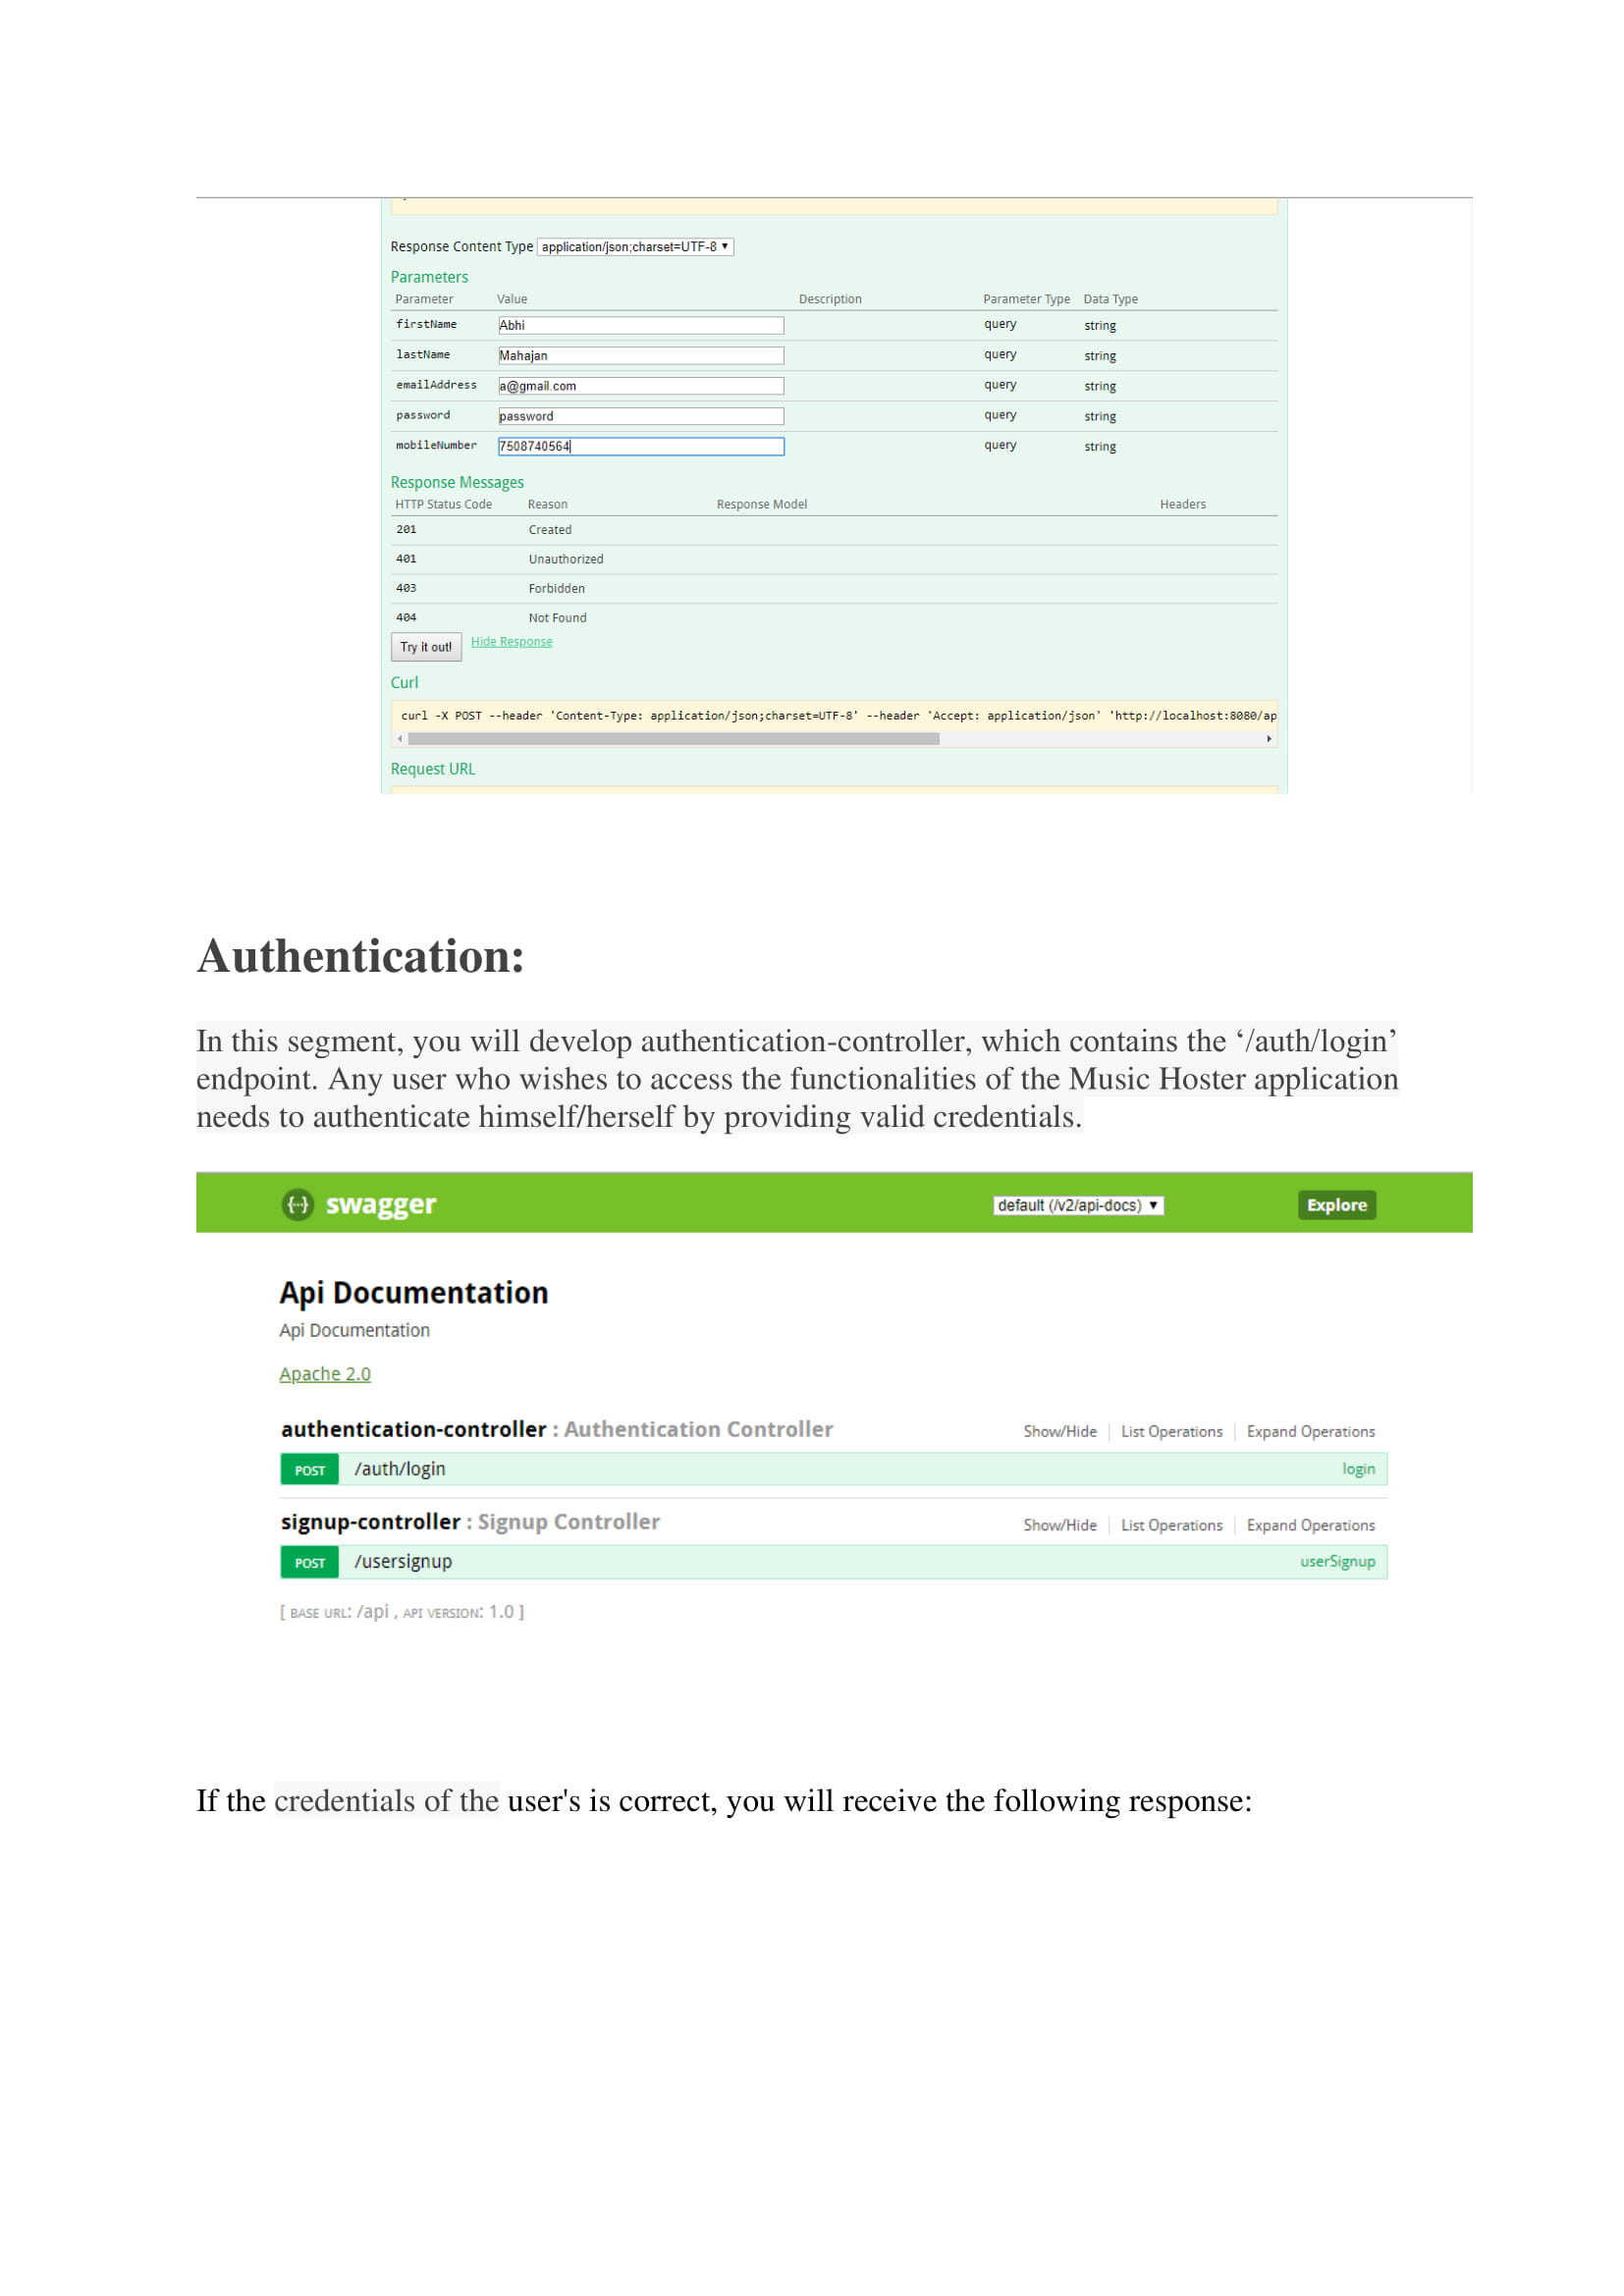 Response Content Type application/json;charset=UTF-8
Parameters
Parameter Value Description Parameter Type Data Type
firstName Abhi query string
lastName Mahajan query string
emailAddress a@gmail.com query string
password password query string
mobileNumber 7508740564 query string
Response Messages
HTTP Status Code Reason Response Model Headers
201 Created
401 Unauthorized
403 Forbidden
404 Not Found
Try it out! Hide Response
Curl
curl -X POST --header 'Content-Type: application/json;charset=UTF-8' --header 'Accept: application/json' 'http://localhost:8080/ap
Request URL
Authentication:
In this segment, you will develop authentication-controller, which contains the ‘/auth/login’
endpoint. Any user who wishes to access the functionalities of the Music Hoster application
needs to authenticate himself/herself by providing valid credentials.
{···} swagger default (/v2/api-docs) Explore
Api Documentation
Api Documentation
Apache 2.0
authentication-controller : Authentication Controller Show/Hide List Operations Expand Operations
POST /auth/login login
signup-controller : Signup Controller Show/Hide List Operations Expand Operations
POST /usersignup userSignup
[ BASE URL: /api , API VERSION: 1.0 ]
If the credentials of the user's is correct, you will receive the following response: